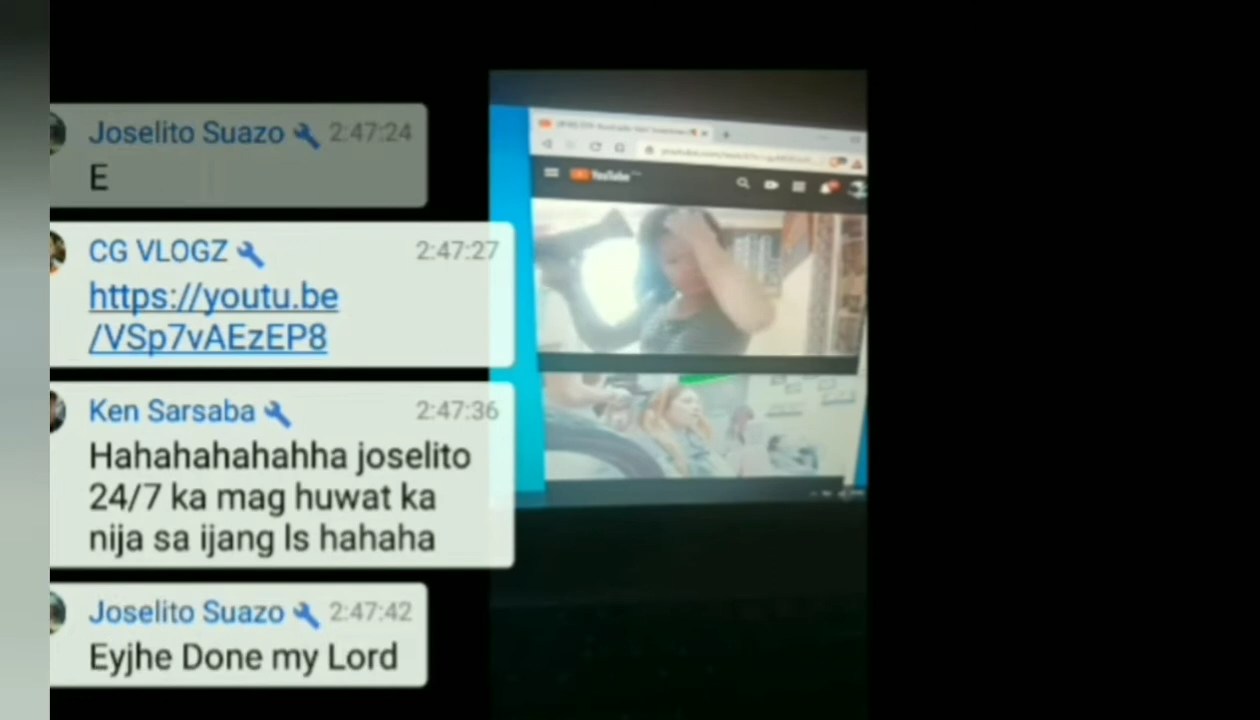 Joselito Suazo 2:47:24
E
CG VLOGZ 2:47:27
https://youtu.be
/VSp7vAEzEP8
Ken Sarsaba 2:47:36
Hahahahahahha joselito
24/7 ka mag huwat ka
nija sa ijang ls hahaha
Joselito Suazo 2:47:42
Eyjhe Done my Lord
YouTube